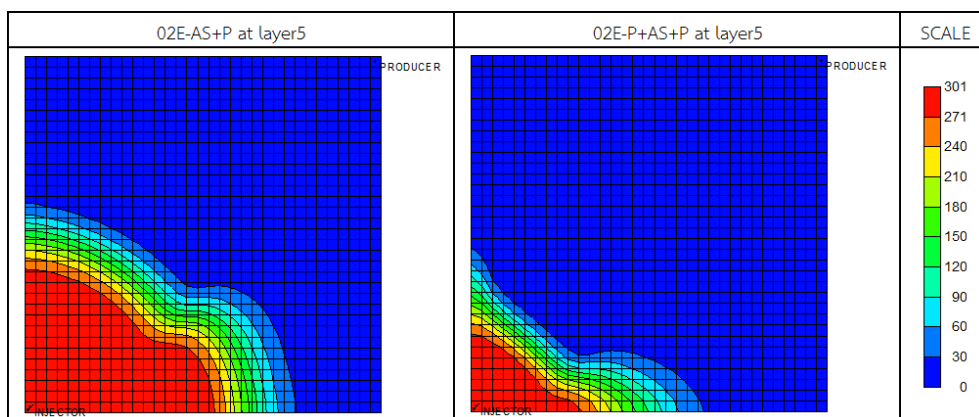 02E-AS+P at layer5
02E-P+AS+P at layer5
SCALE
PRODUCER
INJECTOR
PRODUCER
INJECTOR
301
271
240
210
180
150
120
90
60
30
0